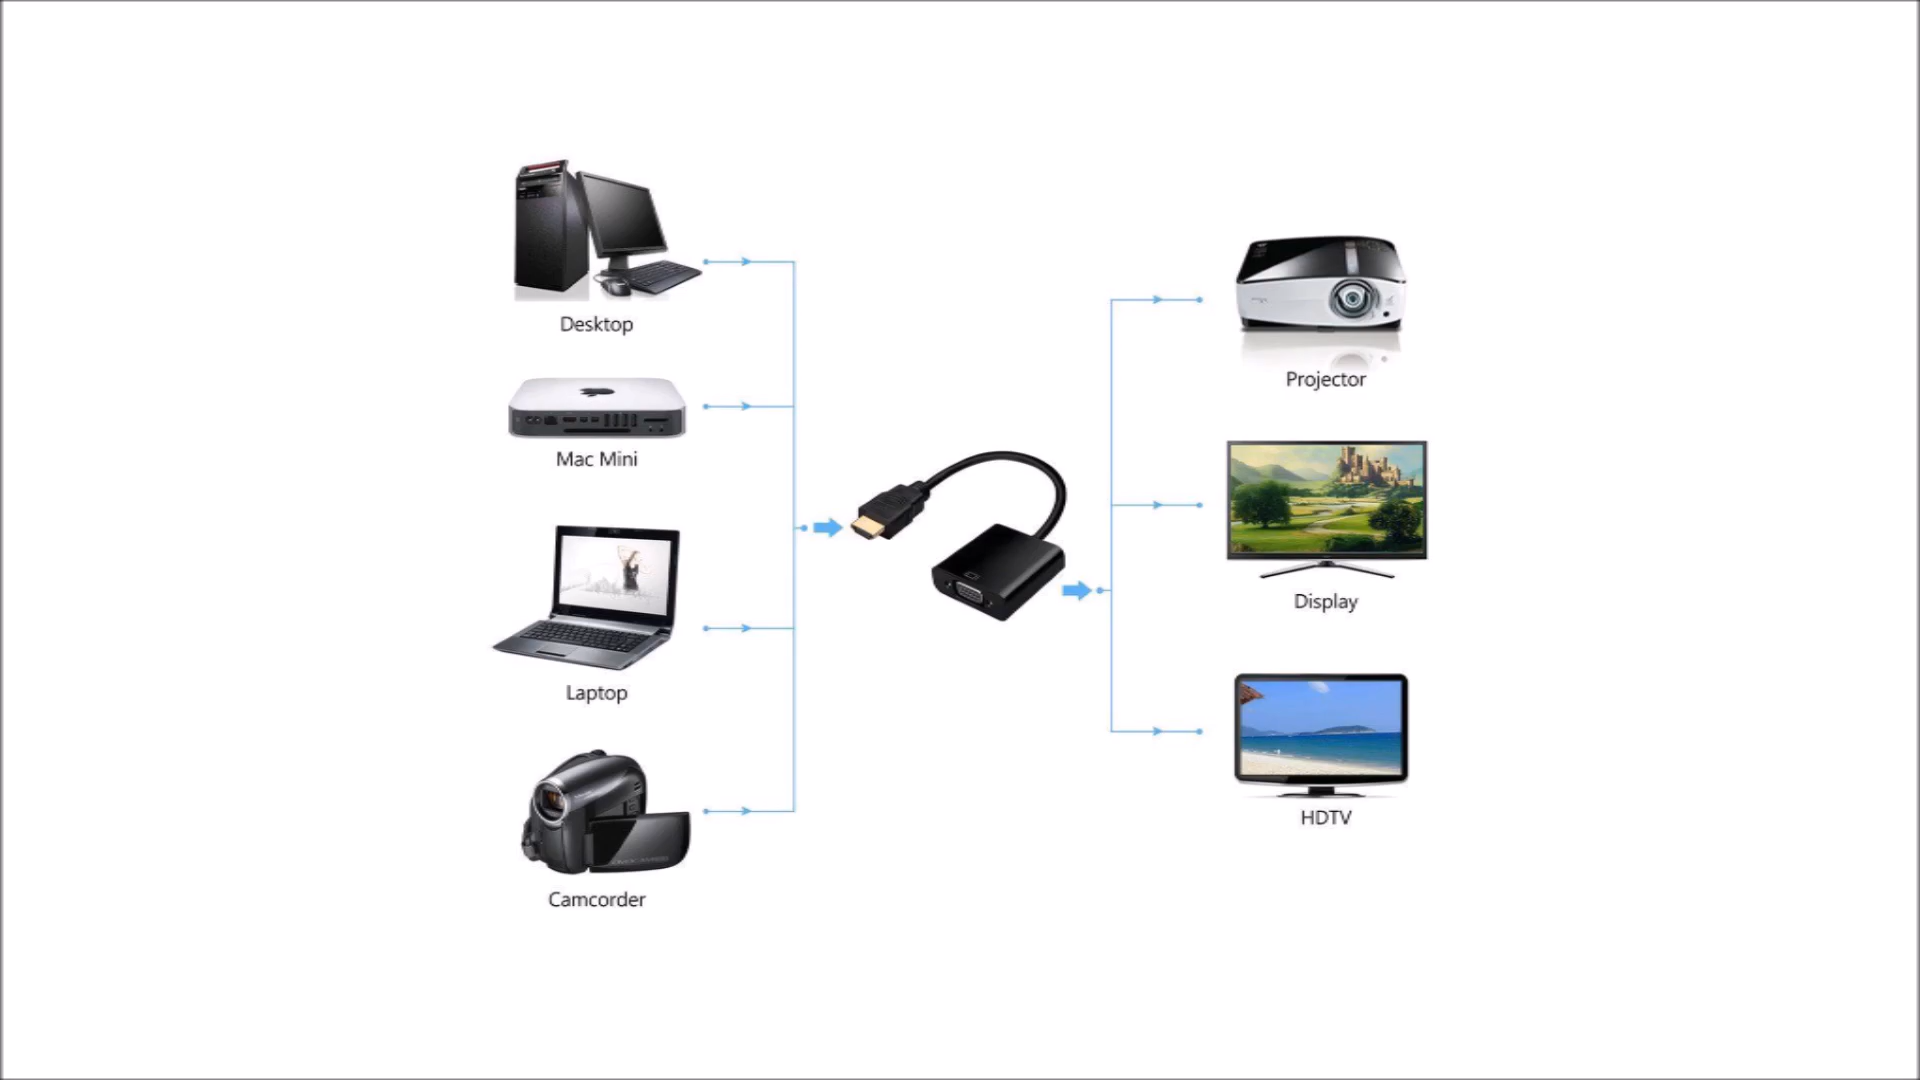 Desktop
Mac Mini
Laptop
Camcorder
Projector
Display
HDTV